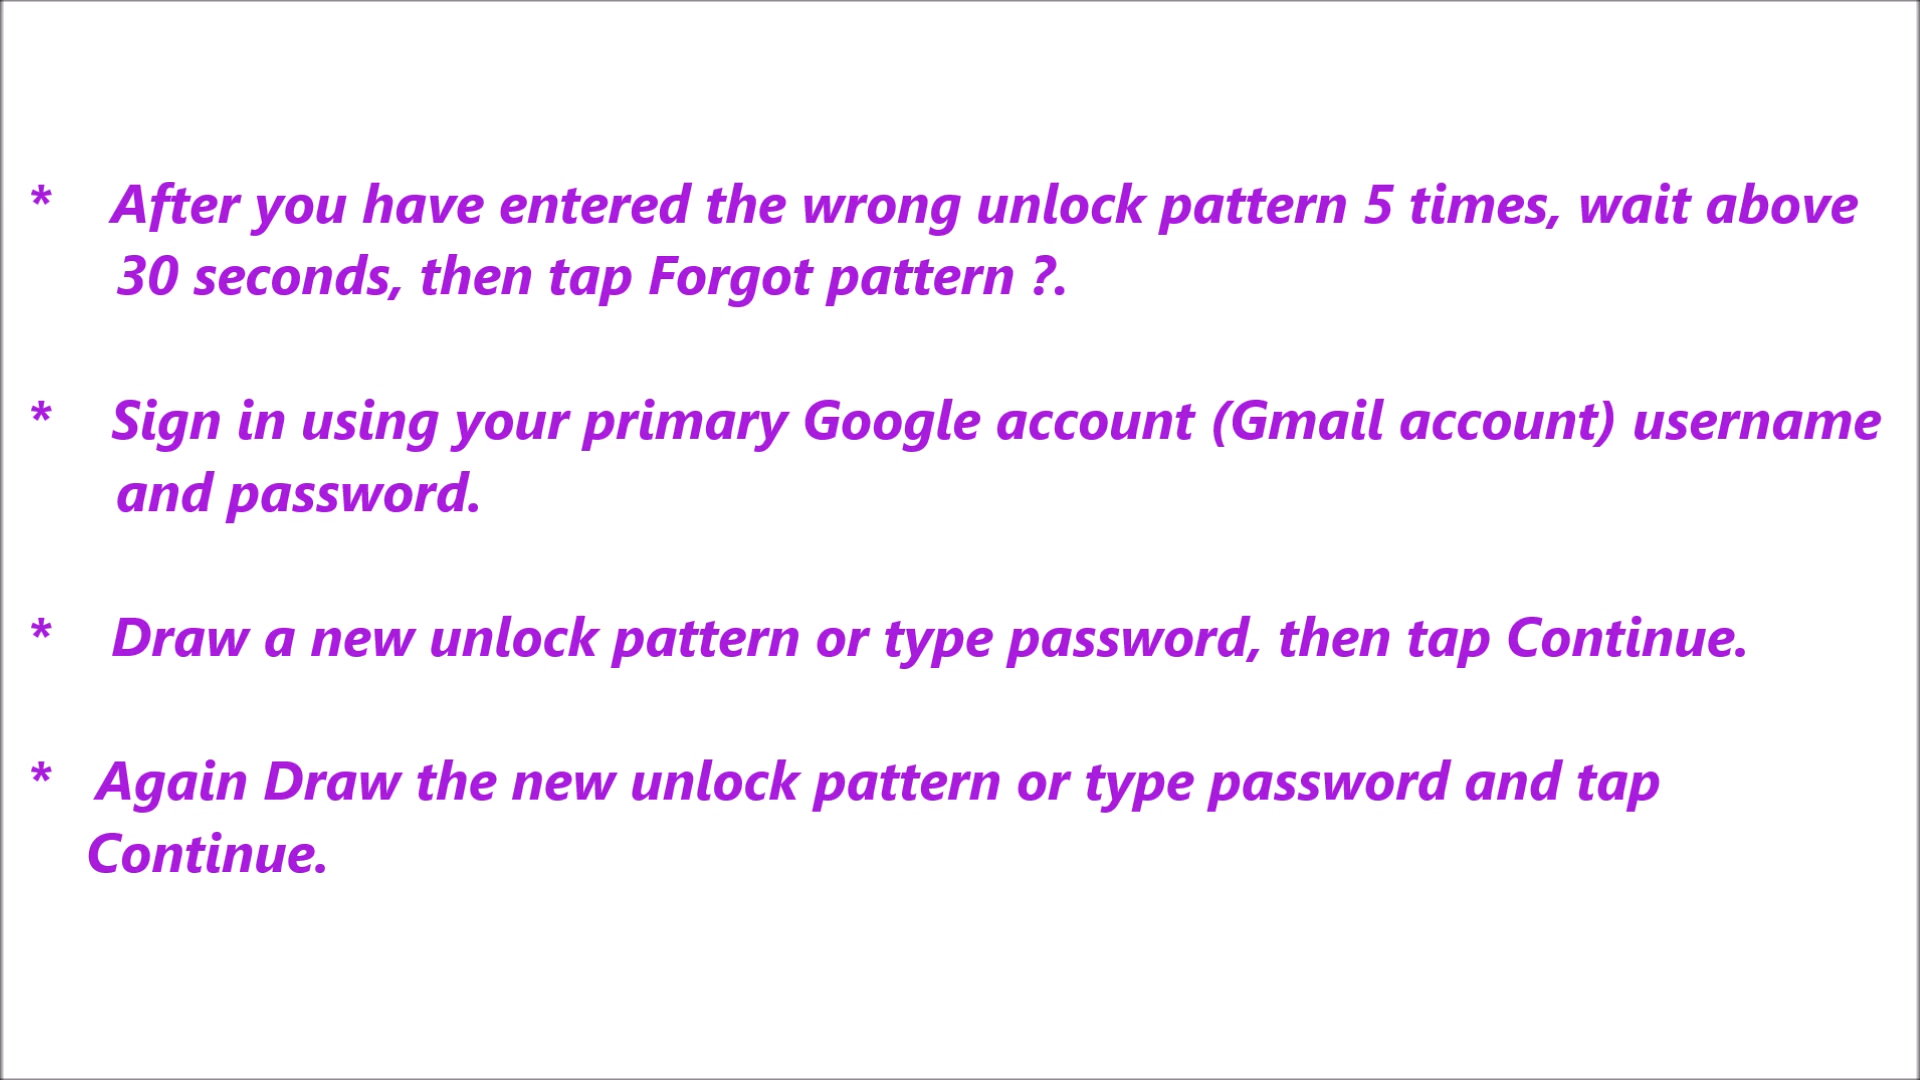 * After you have entered the wrong unlock pattern 5 times, wait above
30 seconds, then tap Forgot pattern ?.
* Sign in using your primary Google account (Gmail account) username
and password.
* Draw a new unlock pattern or type password, then tap Continue.
* Again Draw the new unlock pattern or type password and tap
Continue.